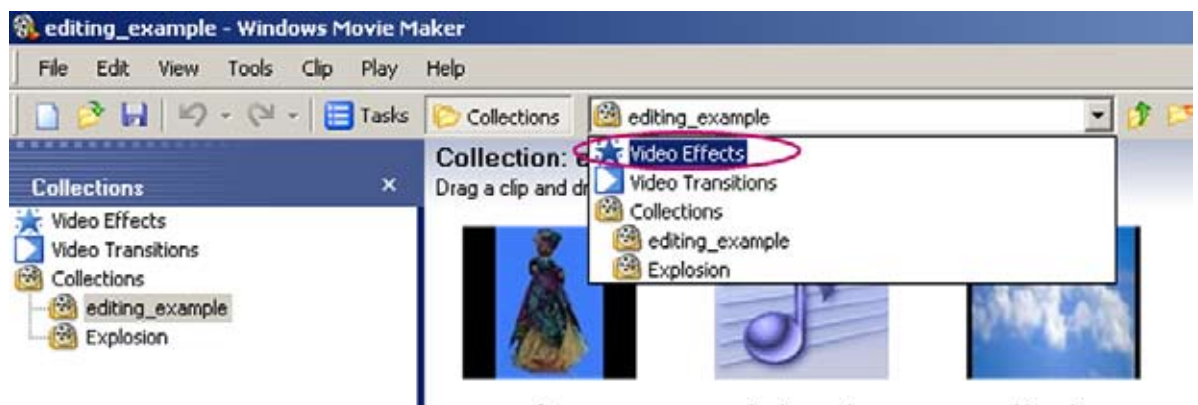 editing_example - Windows Movie Maker
File Edit View Tools Clip Play Help
Tasks Collections editing_example
Collections
Video Effects
Video Transitions
Collections
editing_example
Explosion
Collection:
Drag a clip and
Video Effects
Video Transitions
Collections
editing_example
Explosion